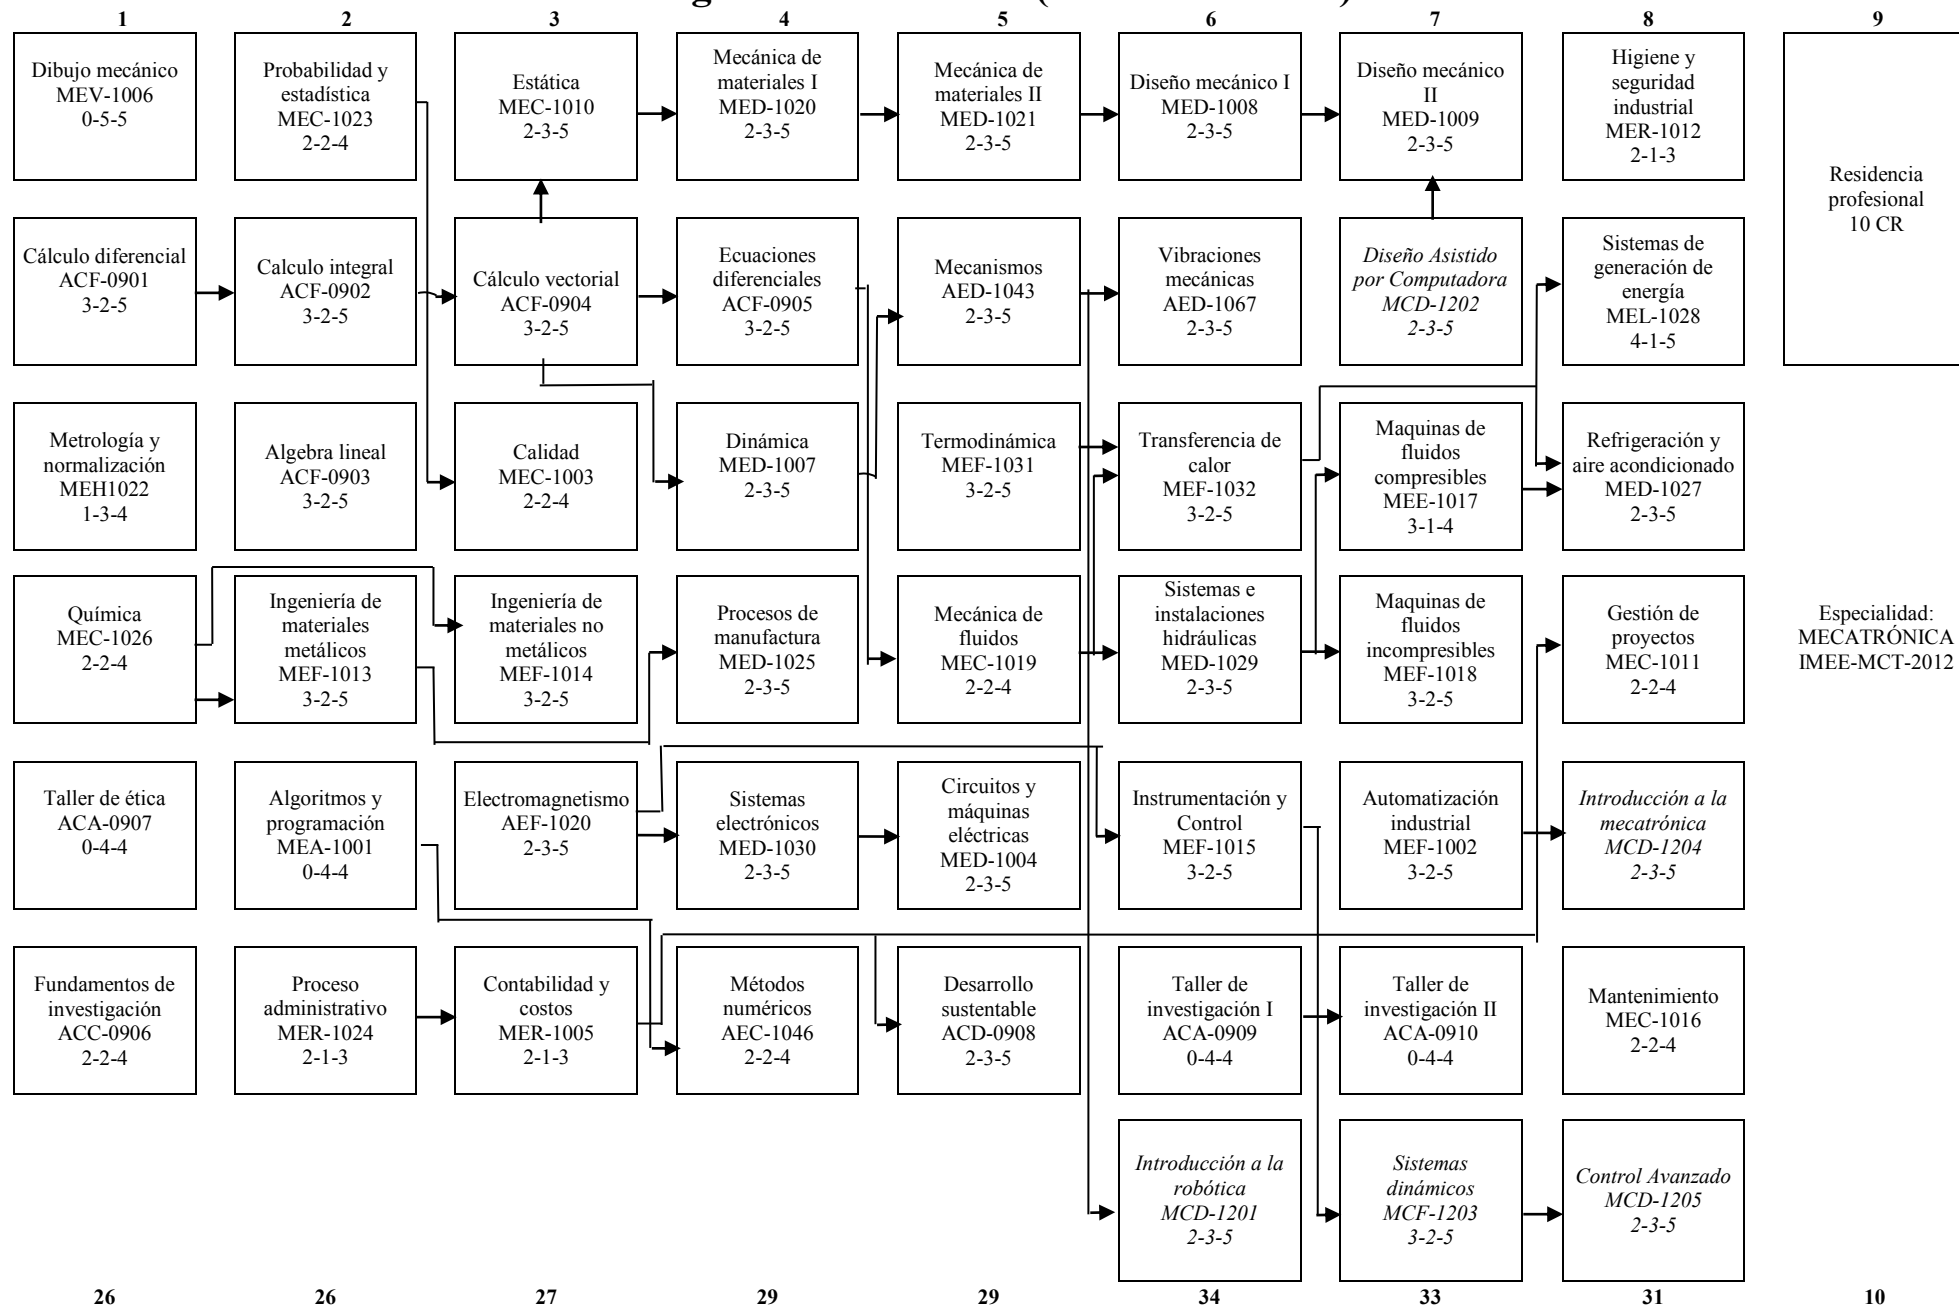 1
2
3
4
5
6
7
8
9
Dibujo mecánico
MEV-1006
0-5-5
Probabilidad y
estadística
MEC-1023
2-2-4
Estática
MEC-1010
2-3-5
Mecánica de
materiales I
MED-1020
2-3-5
Mecánica de
materiales II
MED-1021
2-3-5
Diseño mecánico I
MED-1008
2-3-5
Diseño mecánico
II
MED-1009
2-3-5
Higiene y
seguridad
industrial
MER-1012
2-1-3
Residencia
profesional
10 CR
Cálculo diferencial
ACF-0901
3-2-5
Calculo integral
ACF-0902
3-2-5
Cálculo vectorial
ACF-0904
3-2-5
Ecuaciones
diferenciales
ACF-0905
3-2-5
Mecanismos
AED-1043
2-3-5
Vibraciones
mecánicas
AED-1067
2-3-5
Diseño Asistido
por Computadora
MCD-1202
2-3-5
Sistemas de
generación de
energía
MEL-1028
4-1-5
Metrología y
normalización
MEH1022
1-3-4
Algebra lineal
ACF-0903
3-2-5
Calidad
MEC-1003
2-2-4
Dinámica
MED-1007
2-3-5
Termodinámica
MEF-1031
3-2-5
Transferencia de
calor
MEF-1032
3-2-5
Maquinas de
fluidos
compresibles
MEE-1017
3-1-4
Refrigeración y
aire acondicionado
MED-1027
2-3-5
Química
MEC-1026
2-2-4
Ingeniería de
materiales
metálicos
MEF-1013
3-2-5
Ingeniería de
materiales no
metálicos
MEF-1014
3-2-5
Procesos de
manufactura
MED-1025
2-3-5
Mecánica de
fluidos
MEC-1019
2-2-4
Sistemas e
instalaciones
hidráulicas
MED-1029
2-3-5
Maquinas de
fluidos
incompresibles
MEF-1018
3-2-5
Gestión de
proyectos
MEC-1011
2-2-4
Especialidad:
MECATRÓNICA
IMEE-MCT-2012
Taller de ética
ACA-0907
0-4-4
Algoritmos y
programación
MEA-1001
0-4-4
Electromagnetismo
AEF-1020
2-3-5
Sistemas
electrónicos
MED-1030
2-3-5
Circuitos y
máquinas
eléctricas
MED-1004
2-3-5
Instrumentación y
Control
MEF-1015
3-2-5
Automatización
industrial
MEF-1002
3-2-5
Introducción a la
mecatrónica
MCD-1204
2-3-5
Fundamentos de
investigación
ACC-0906
2-2-4
Proceso
administrativo
MER-1024
2-1-3
Contabilidad y
costos
MER-1005
2-1-3
Métodos
numéricos
AEC-1046
2-2-4
Desarrollo
sustentable
ACD-0908
2-3-5
Taller de
investigación I
ACA-0909
0-4-4
Taller de
investigación II
ACA-0910
0-4-4
Mantenimiento
MEC-1016
2-2-4
Introducción a la
robótica
MCD-1201
2-3-5
Sistemas
dinámicos
MCF-1203
3-2-5
Control Avanzado
MCD-1205
2-3-5
26
26
27
29
29
34
33
31
10